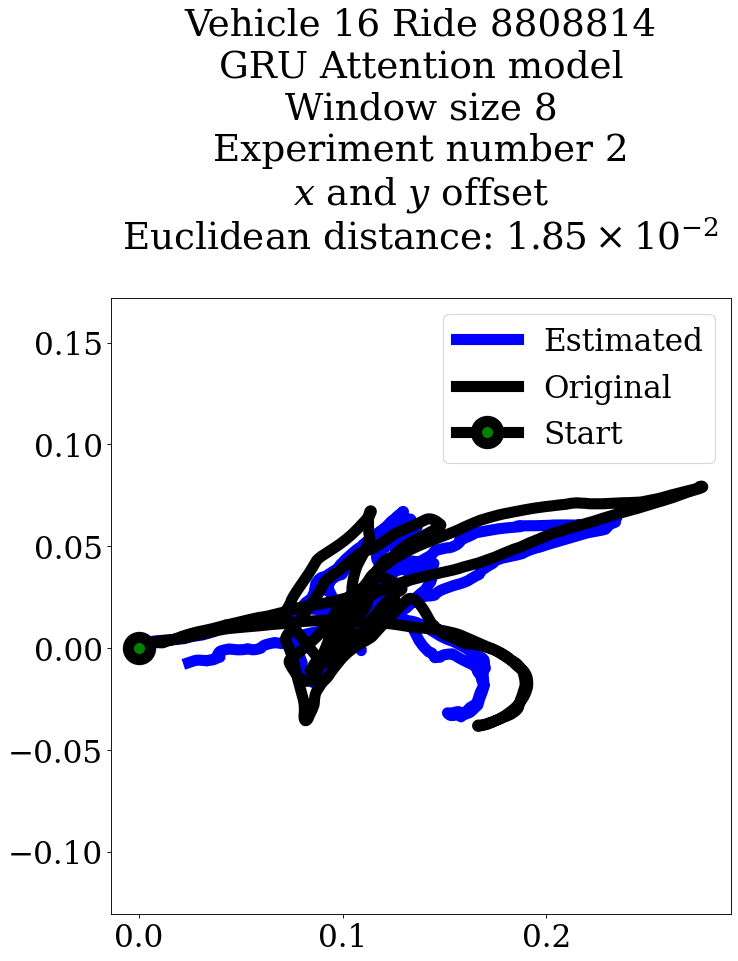 Vehicle 16 Ride 8808814
GRU Attention model
Window size 8
Experiment number 2
x and y offset
Euclidean distance: 1.85 × 10⁻²
Estimated
Original
Start
0.15
0.10
0.05
0.00
−0.05
−0.10
0.0
0.1
0.2